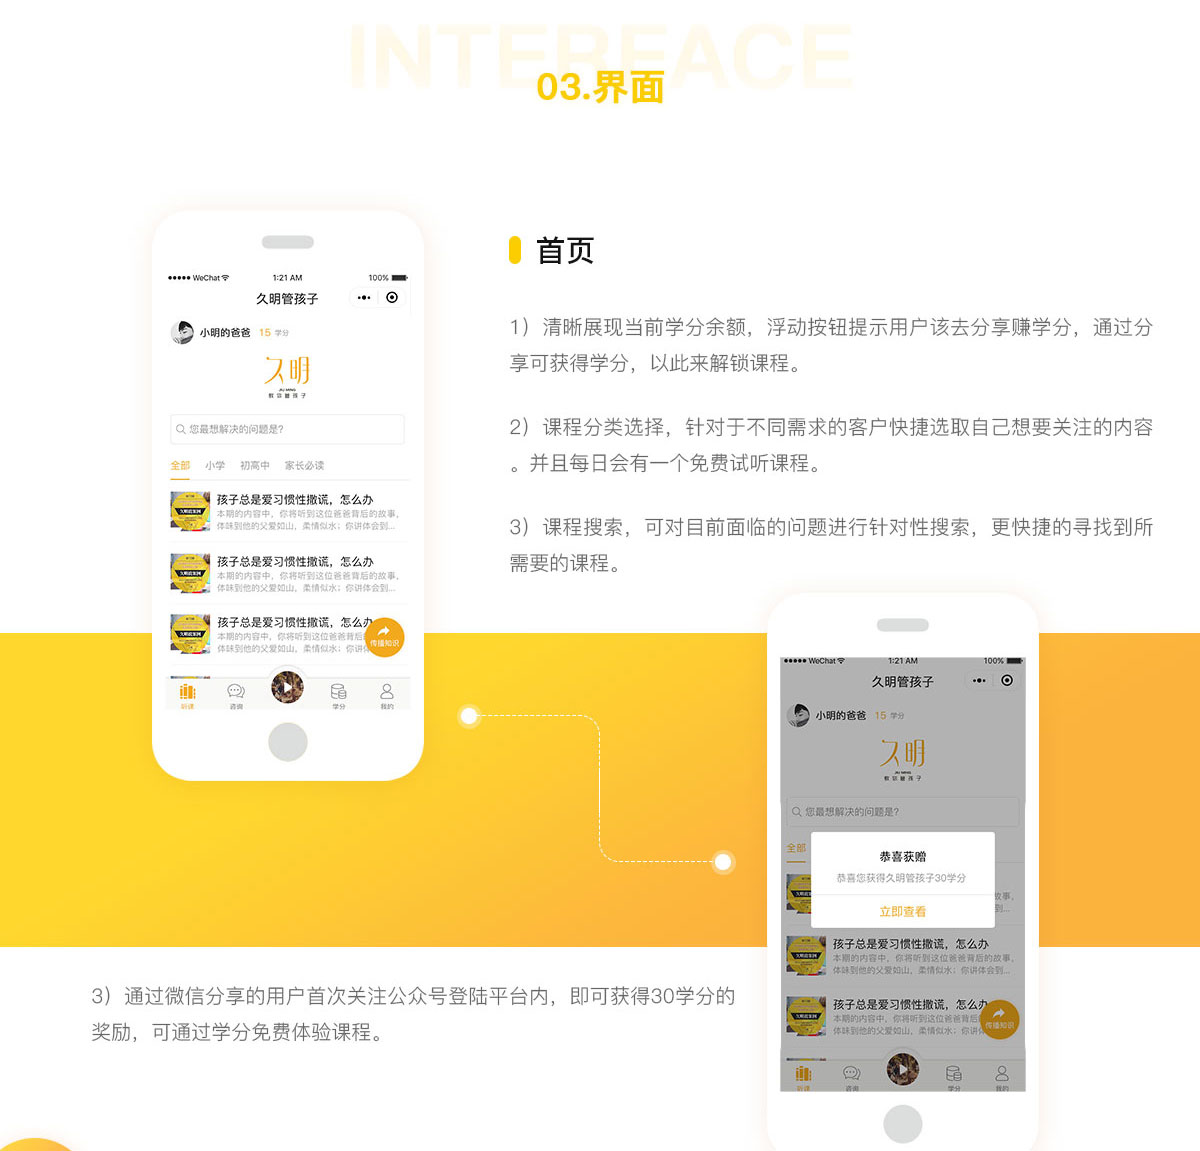 INTERFACE
03.界面
WeChat 1:21 AM 100%
久明管孩子
小明的爸爸 15 学分
久明
JIU MING
教你管孩子
您最想解决的问题是?
全部 小学 初高中 家长必读
孩子总是爱习惯性撒谎，怎么办
本期的内容中，你将听到这位爸爸背后的故事，
体味到他的父爱如山，柔情似水；你讲体会到...
孩子总是爱习惯性撒谎，怎么办
本期的内容中，你将听到这位爸爸背后的故事，
体味到他的父爱如山，柔情似水；你讲体会到...
孩子总是爱习惯性撒谎，怎么办
本期的内容中，你将听到这位爸爸背后
体味到他的父爱如山，柔情似水；你讲
传播知识
听课 咨询 学分 我的
首页
1）清晰展现当前学分余额，浮动按钮提示用户该去分享赚学分，通过分
享可获得学分，以此来解锁课程。
2）课程分类选择，针对于不同需求的客户快捷选取自己想要关注的内容
。并且每日会有一个免费试听课程。
3）课程搜索，可对目前面临的问题进行针对性搜索，更快捷的寻找到所
需要的课程。
WeChat 1:21 AM 100%
久明管孩子
小明的爸爸 15 学分
久明
JIU MING
教你管孩子
您最想解决的问题是?
全部
恭喜获赠
恭喜您获得久明管孩子30学分
立即查看
故事，
到...
孩子总是爱习惯性撒谎，怎么办
本期的内容中，你将听到这位爸爸背后的故事，
体味到他的父爱如山，柔情似水；你讲体会到...
孩子总是爱习惯性撒谎，怎么办
本期的内容中，你将听到这位爸爸背后
体味到他的父爱如山，柔情似水；你讲
传播知识
听课 咨询 学分 我的
3）通过微信分享的用户首次关注公众号登陆平台内，即可获得30学分的
奖励，可通过学分免费体验课程。